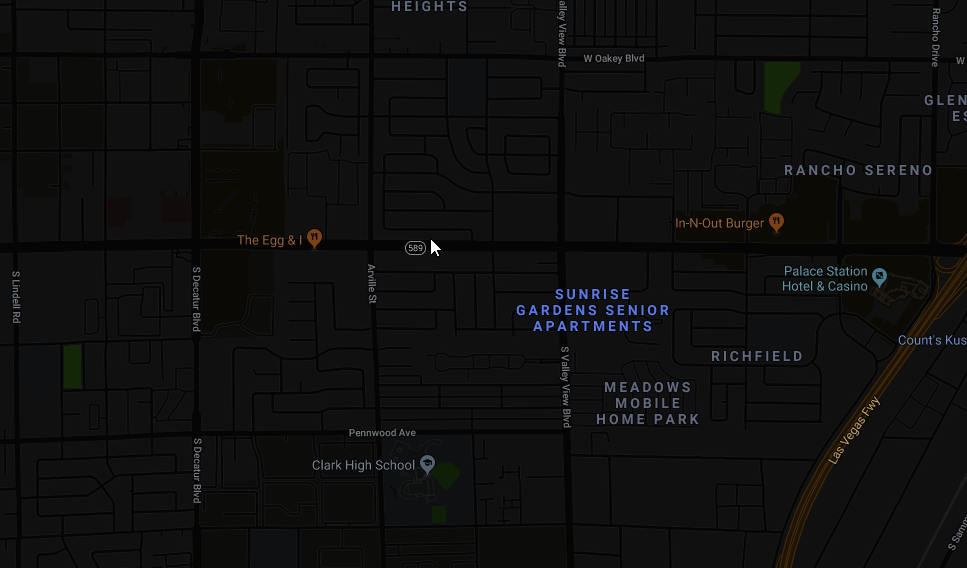 HEIGHTS
alley View Blvd
Rancho Drive
W Oakey Blvd
W
GLEN
ES
RANCHO SERENO
In-N-Out Burger
The Egg & I
589
Palace Station
Hotel & Casino
S Lindell Rd
S Decatur Blvd
Arville St
SUNRISE
GARDENS SENIOR
APARTMENTS
Count's Kus
S Valley View Blvd
RICHFIELD
MEADOWS
MOBILE
HOME PARK
Las Vegas Fwy
Pennwood Ave
S Decatur Blvd
Clark High School
S Samm